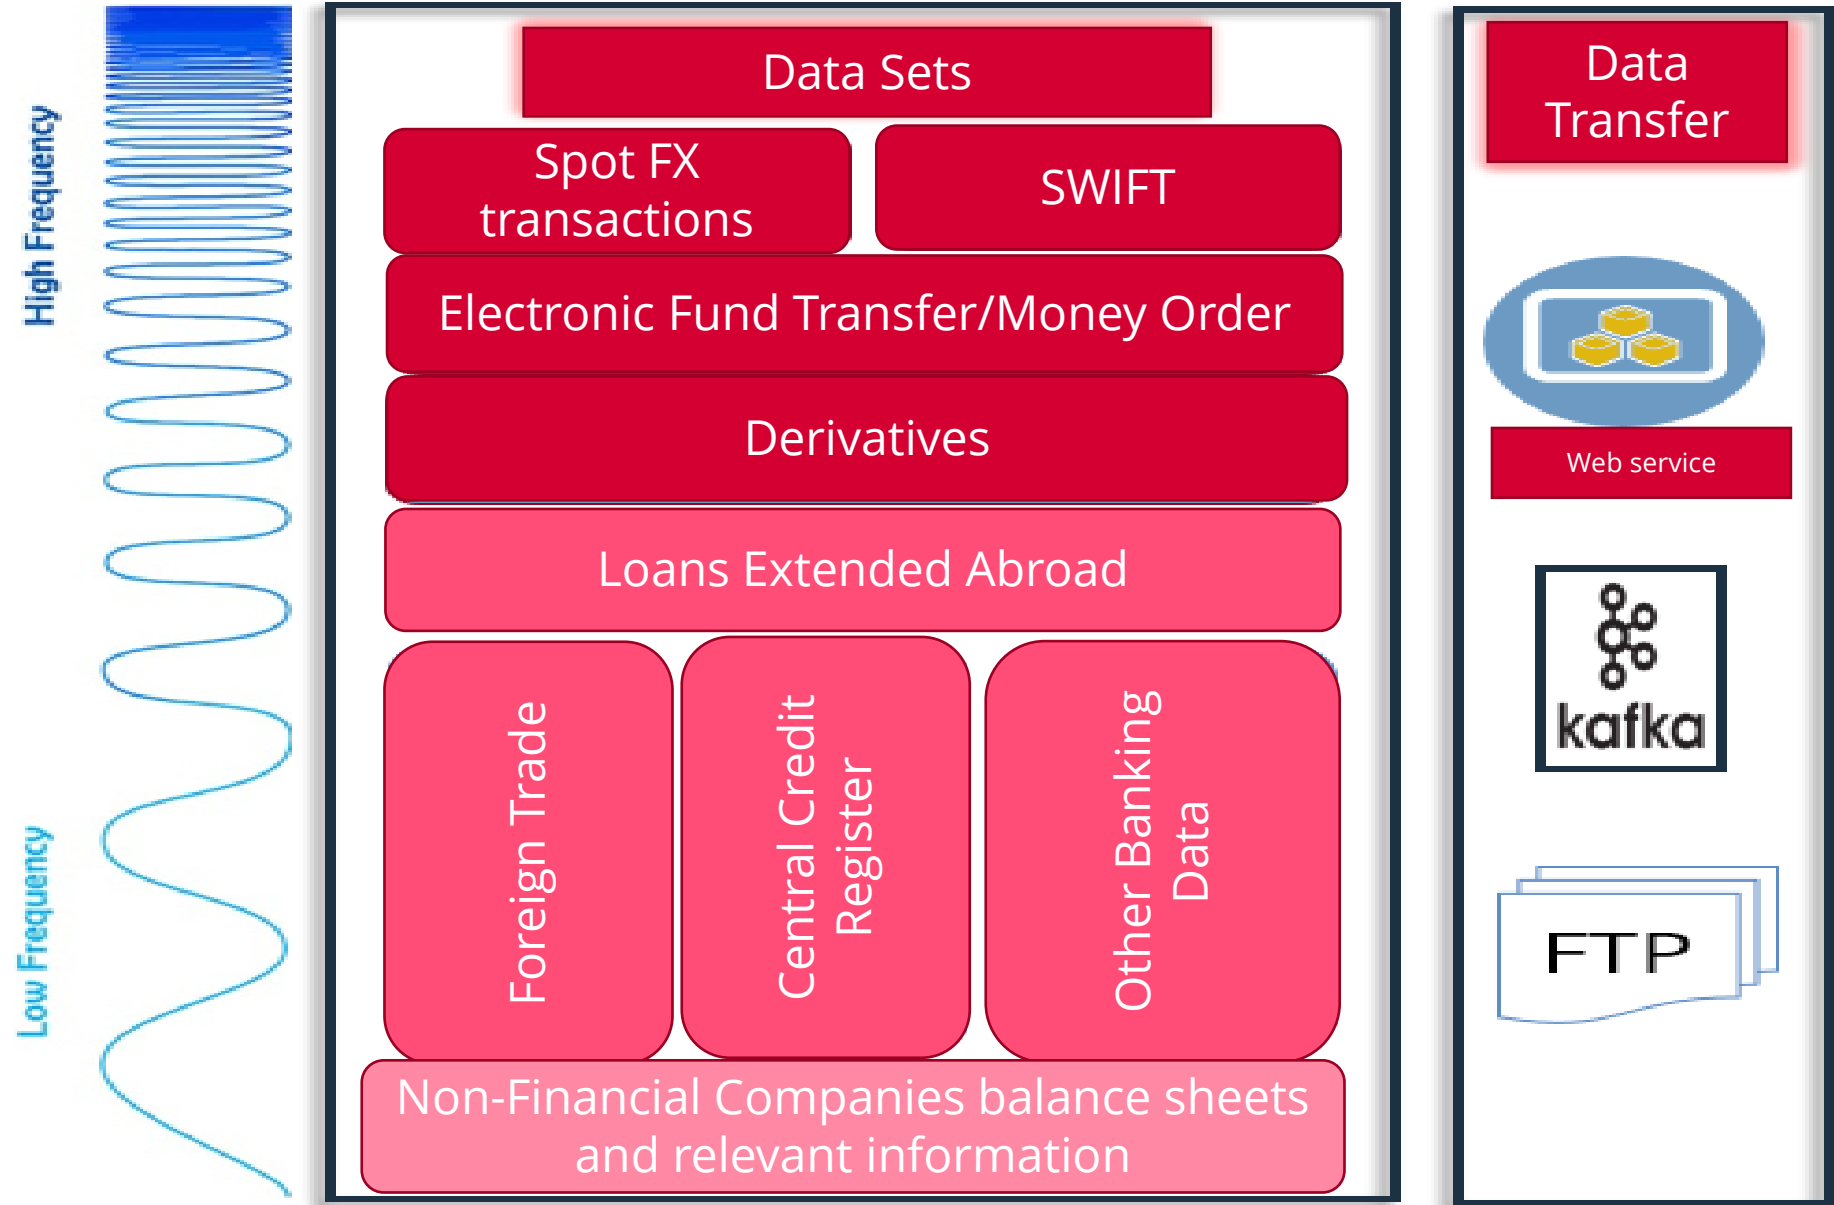 High Frequency
Low Frequency
Data Sets
Spot FX
transactions
SWIFT
Electronic Fund Transfer/Money Order
Derivatives
Loans Extended Abroad
Foreign Trade
Central Credit
Register
Other Banking
Data
Non-Financial Companies balance sheets
and relevant information
Data
Transfer
Web service
kafka
FTP